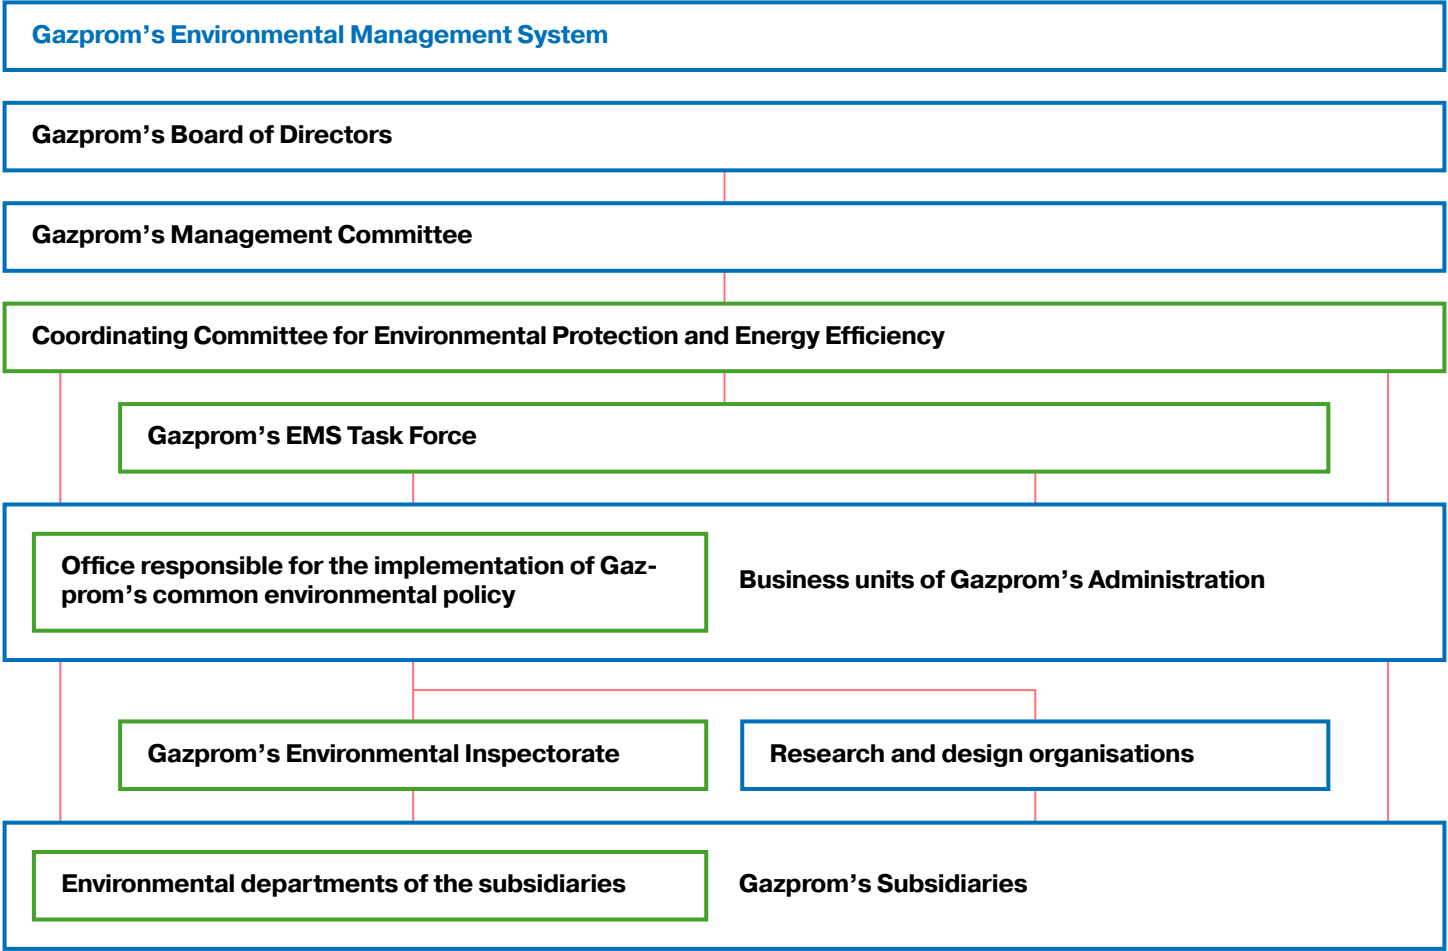 Gazprom’s Environmental Management System
Gazprom’s Board of Directors
Gazprom’s Management Committee
Coordinating Committee for Environmental Protection and Energy Efficiency
Gazprom’s EMS Task Force
Office responsible for the implementation of Gaz-
prom’s common environmental policy
Business units of Gazprom’s Administration
Gazprom’s Environmental Inspectorate
Research and design organisations
Environmental departments of the subsidiaries
Gazprom’s Subsidiaries